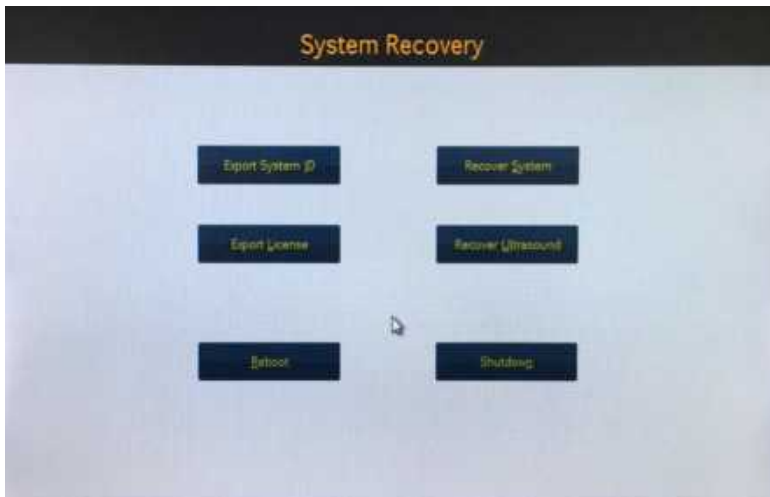 System Recovery
Export System ID
Recover System
Export License
Recover Ultrasound
Reboot
Shutdown